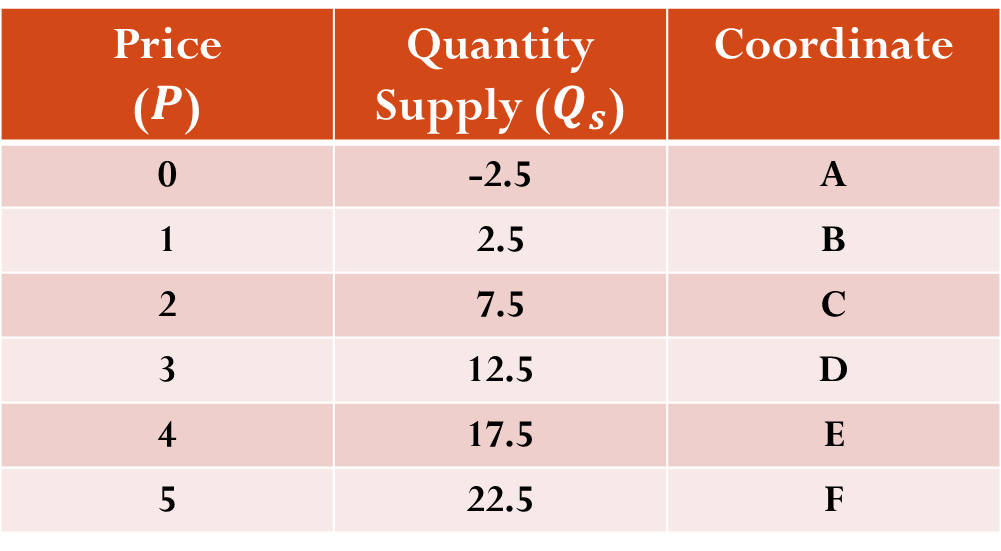 Price Quantity Coordinate
(P) Supply (Qₛ)
0 -2.5 A
1 2.5 B
2 7.5 C
3 12.5 D
4 17.5 E
5 22.5 F